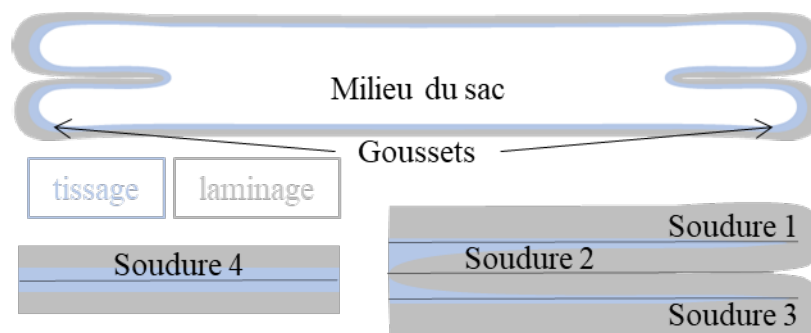 Milieu du sac
Goussets
tissage
laminage
Soudure 1
Soudure 4
Soudure 2
Soudure 3